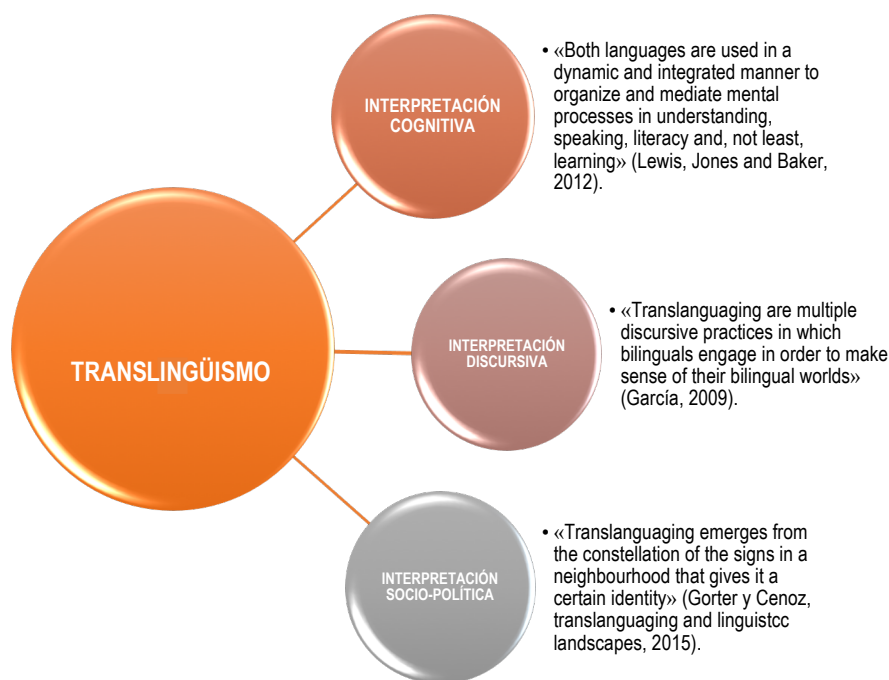 TRANSLINGÜISMO
INTERPRETACIÓN
COGNITIVA
• «Both languages are used in a
dynamic and integrated manner to
organize and mediate mental
processes in understanding,
speaking, literacy and, not least,
learning» (Lewis, Jones and Baker,
2012).
INTERPRETACIÓN
DISCURSIVA
• «Translanguaging are multiple
discursive practices in which
bilinguals engage in order to make
sense of their bilingual worlds»
(García, 2009).
INTERPRETACIÓN
SOCIO-POLÍTICA
• «Translanguaging emerges from
the constellation of the signs in a
neighbourhood that gives it a
certain identity» (Gorter y Cenoz,
translanguaging and linguistcc
landscapes, 2015).